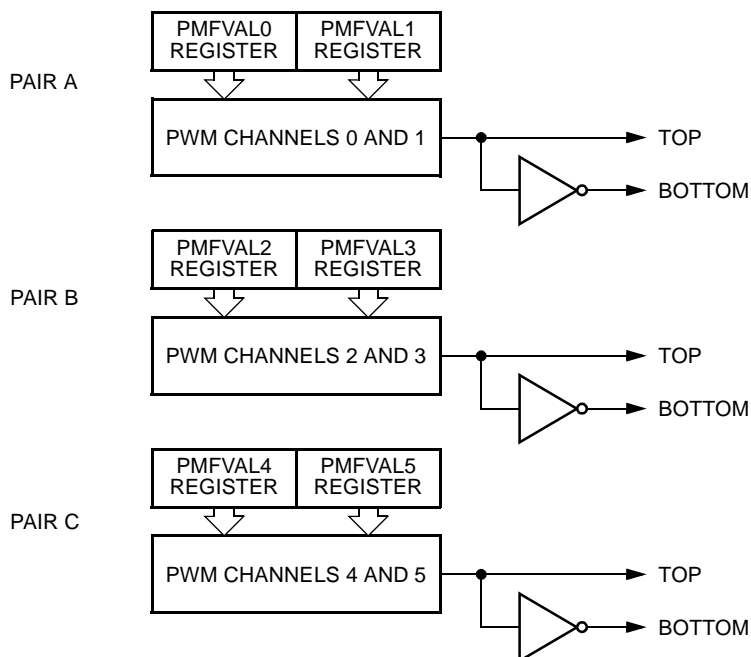 PMFVAL0 REGISTER
PMFVAL1 REGISTER
PAIR A
PWM CHANNELS 0 AND 1
TOP
BOTTOM
PMFVAL2 REGISTER
PMFVAL3 REGISTER
PAIR B
PWM CHANNELS 2 AND 3
TOP
BOTTOM
PMFVAL4 REGISTER
PMFVAL5 REGISTER
PAIR C
PWM CHANNELS 4 AND 5
TOP
BOTTOM